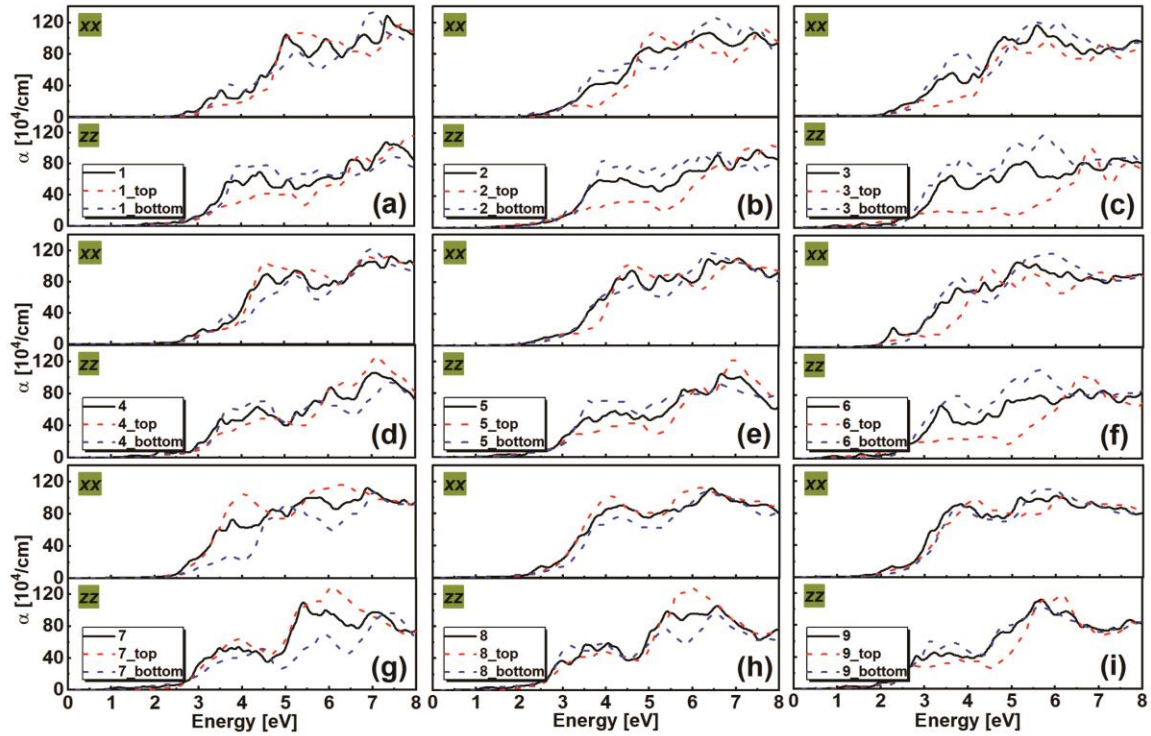 120
80
40
0
xx
xx
xx
α [10⁴/cm]
120
80
40
0
zz
1
1_top
1_bottom
(a)
zz
2
2_top
2_bottom
(b)
zz
3
3_top
3_bottom
(c)
120
80
40
0
xx
xx
xx
α [10⁴/cm]
120
80
40
0
zz
4
4_top
4_bottom
(d)
zz
5
5_top
5_bottom
(e)
zz
6
6_top
6_bottom
(f)
120
80
40
0
xx
xx
xx
α [10⁴/cm]
120
80
40
0
zz
7
7_top
7_bottom
(g)
zz
8
8_top
8_bottom
(h)
zz
9
9_top
9_bottom
(i)
0 1 2 3 4 5 6 7 8
0 1 2 3 4 5 6 7 8
0 1 2 3 4 5 6 7 8
Energy [eV]
Energy [eV]
Energy [eV]